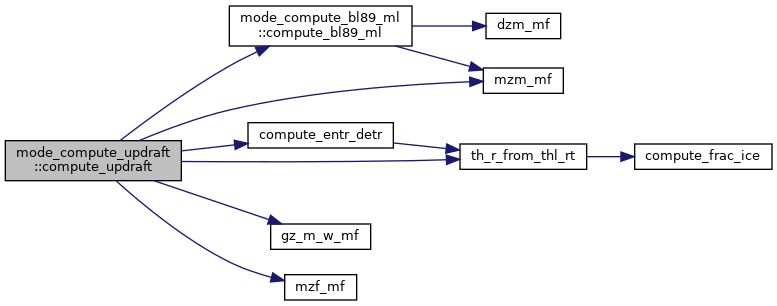 mode_compute_bl89_ml
::compute_bl89_ml
dzm_mf
mzm_mf
compute_entr_detr
mode_compute_updraft
::compute_updraft
th_r_from_thl_rt
compute_frac_ice
gz_m_w_mf
mzf_mf